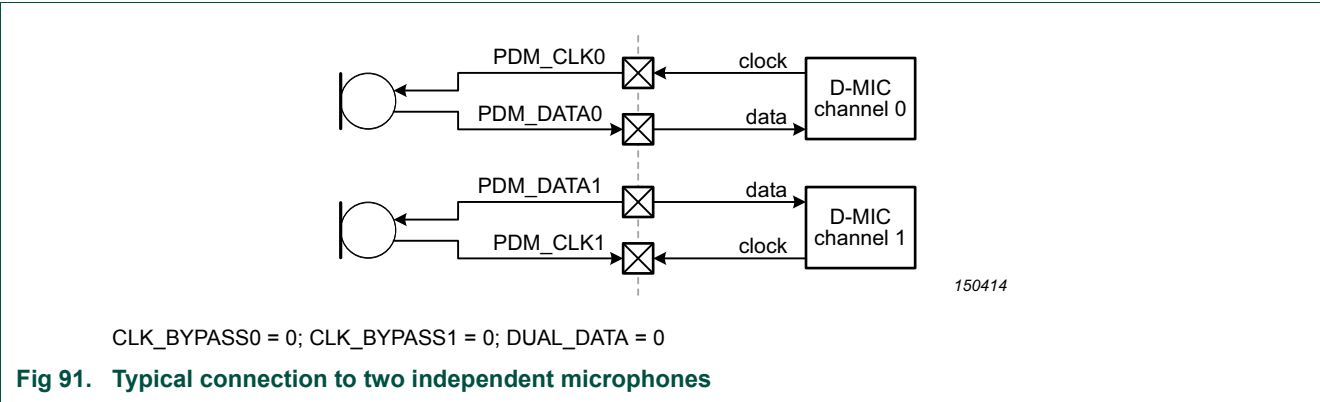 PDM_CLK0
clock
D-MIC
channel 0
PDM_DATA0
data
PDM_DATA1
data
D-MIC
channel 1
PDM_CLK1
clock
150414
CLK_BYPASS0 = 0; CLK_BYPASS1 = 0; DUAL_DATA = 0
Fig 91. Typical connection to two independent microphones